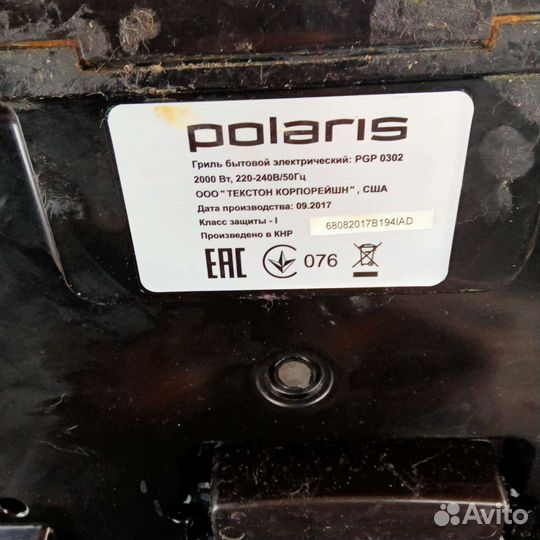 polaris
Гриль бытовой электрический: PGP 0302
2000 Вт, 220-240В/50Гц
ООО "ТЕКСТОН КОРПОРЕЙШН" , США
Дата производства: 09.2017
Класс защиты - I
68082017B194IAD
Произведено в КНР
EAC
076
Avito